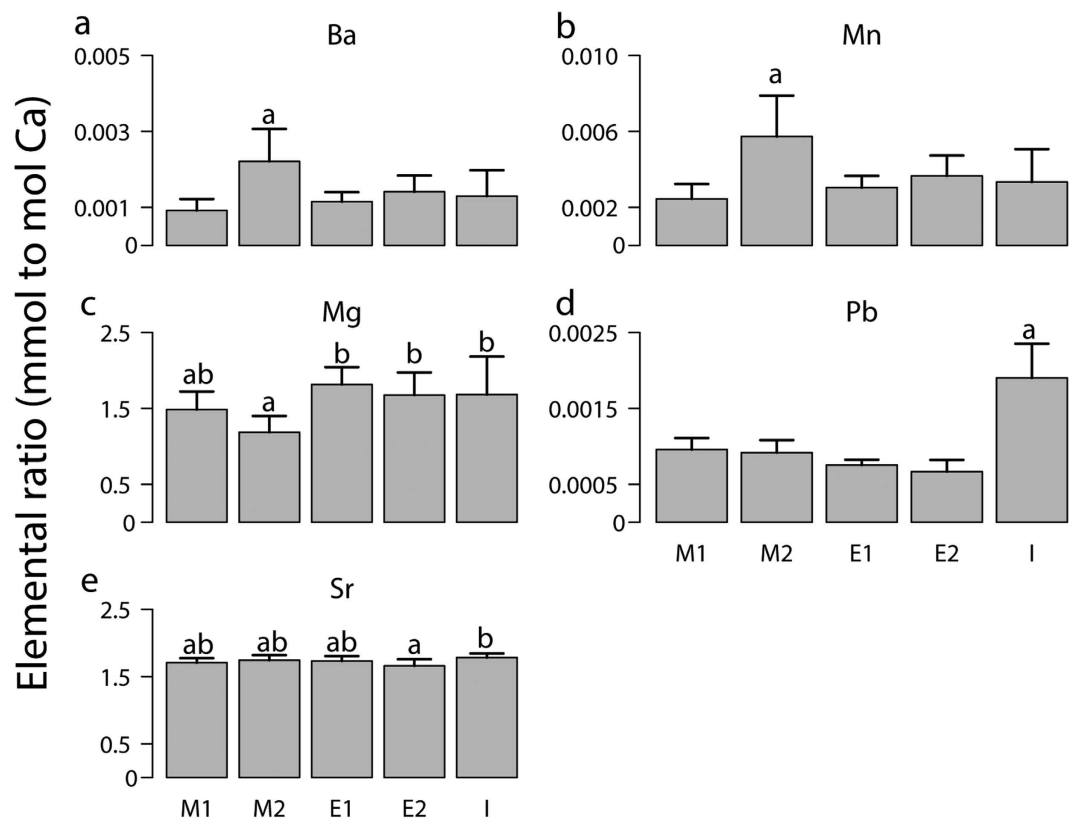 Elemental ratio (mmol to mol Ca)
a
Ba
0.005
0.003
0.001
0
a
b
Mn
0.010
0.006
0.002
0
a
c
Mg
2.5
1.5
0.5
0
ab
a
b
b
b
d
Pb
0.0025
0.0015
0.0005
0
a
M1 M2 E1 E2 I
e
Sr
2.5
1.5
0.5
0
ab ab ab a b
M1 M2 E1 E2 I